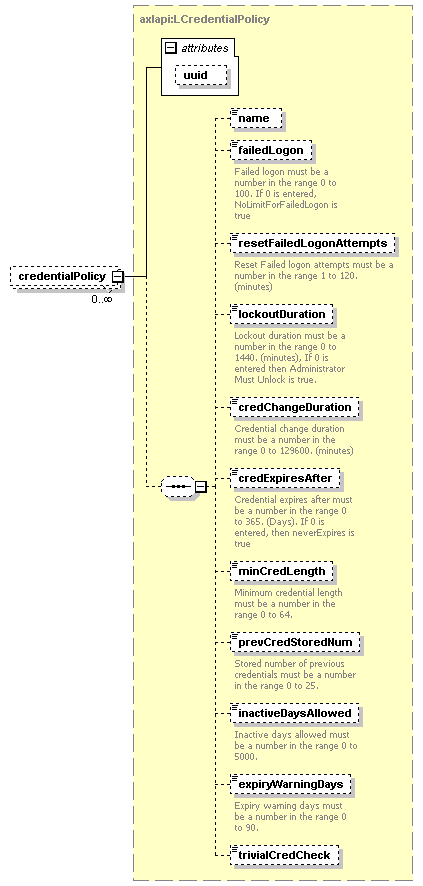 axlapi:LCredentialPolicy
attributes
uuid
name
failedLogon
Failed logon must be a
number in the range 0 to
100. If 0 is entered,
NoLimitForFailedLogon is
true
resetFailedLogonAttempts
Reset Failed logon attempts must be a
number in the range 1 to 120.
(minutes)
credentialPolicy
0..∞
lockoutDuration
Lockout duration must be a
number in the range 0 to
1440. (minutes), If 0 is
entered then Administrator
Must Unlock is true.
credChangeDuration
Credential change duration
must be a number in the
range 0 to 129600. (minutes)
credExpiresAfter
Credential expires after must
be a number in the range 0
to 365. (Days). If 0 is
entered, then neverExpires is
true
minCredLength
Minimum credential length
must be a number in the
range 0 to 64.
prevCredStoredNum
Stored number of previous
credentials must be a number
in the range 0 to 25.
inactiveDaysAllowed
Inactive days allowed must
be a number in the range 0 to
5000.
expiryWarningDays
Expiry warning days must
be a number in the range 0
to 90.
trivialCredCheck